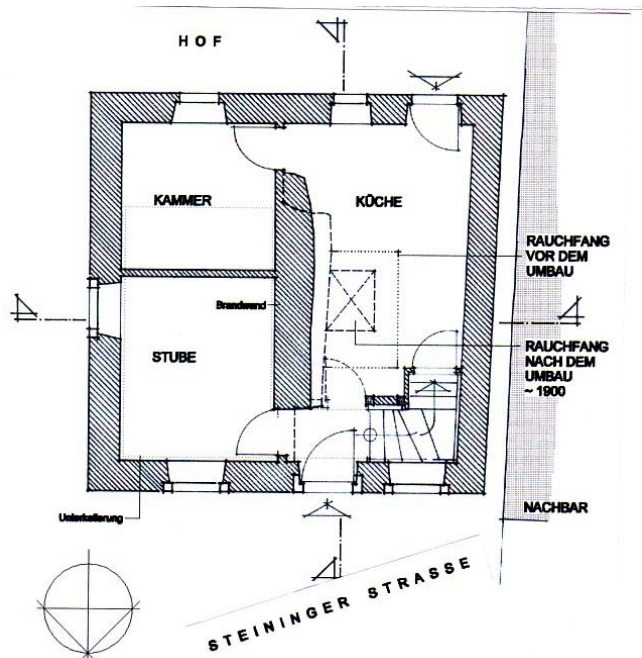 HOF
KAMMER
KÜCHE
RAUCHFANG
VOR DEM
UMBAU
Brandwand
STUBE
RAUCHFANG
NACH DEM
UMBAU
~ 1900
Unterkellerung
NACHBAR
STEININGER STRASSE